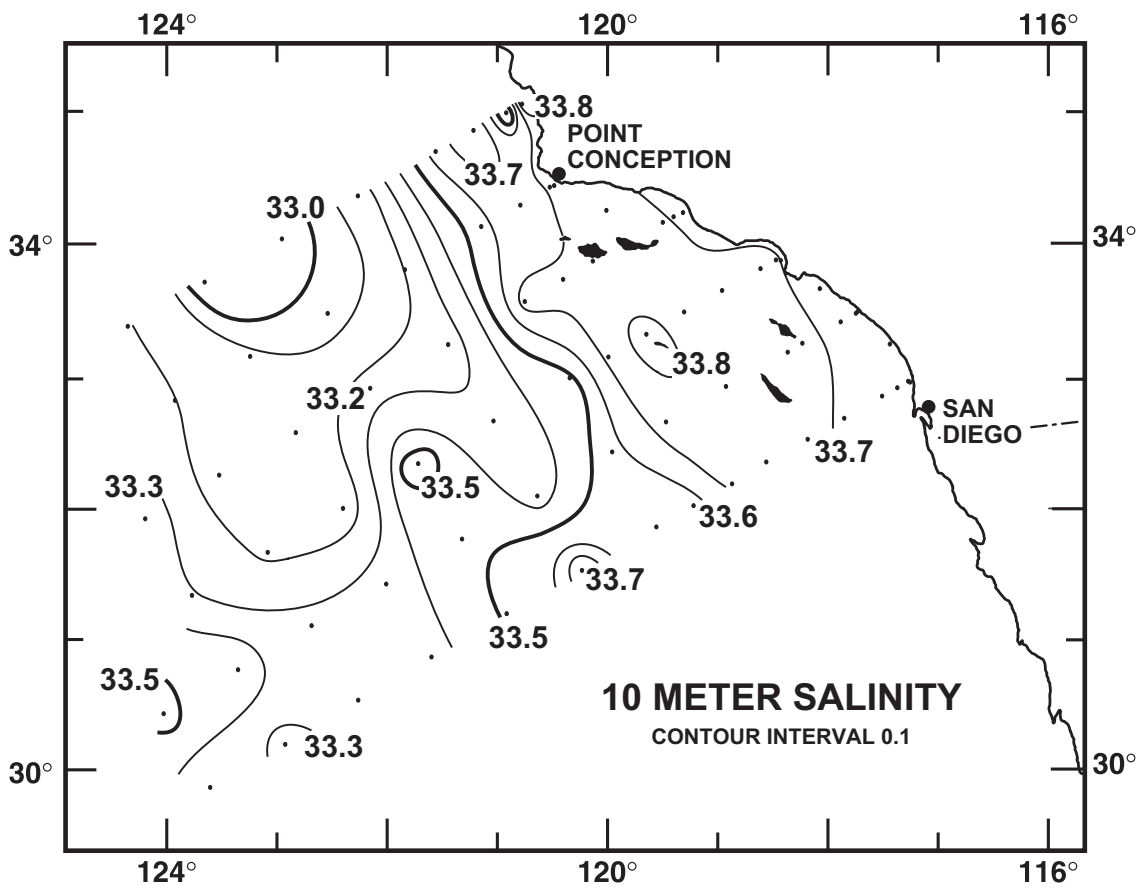 124° 120° 116°
33.8
POINT
CONCEPTION
33.7
33.0
34° 34°
33.8
33.2
SAN
DIEGO
33.7
33.5
33.3
33.6
33.7
33.5
33.5
10 METER SALINITY
CONTOUR INTERVAL 0.1
33.3
30° 30°
124° 120° 116°